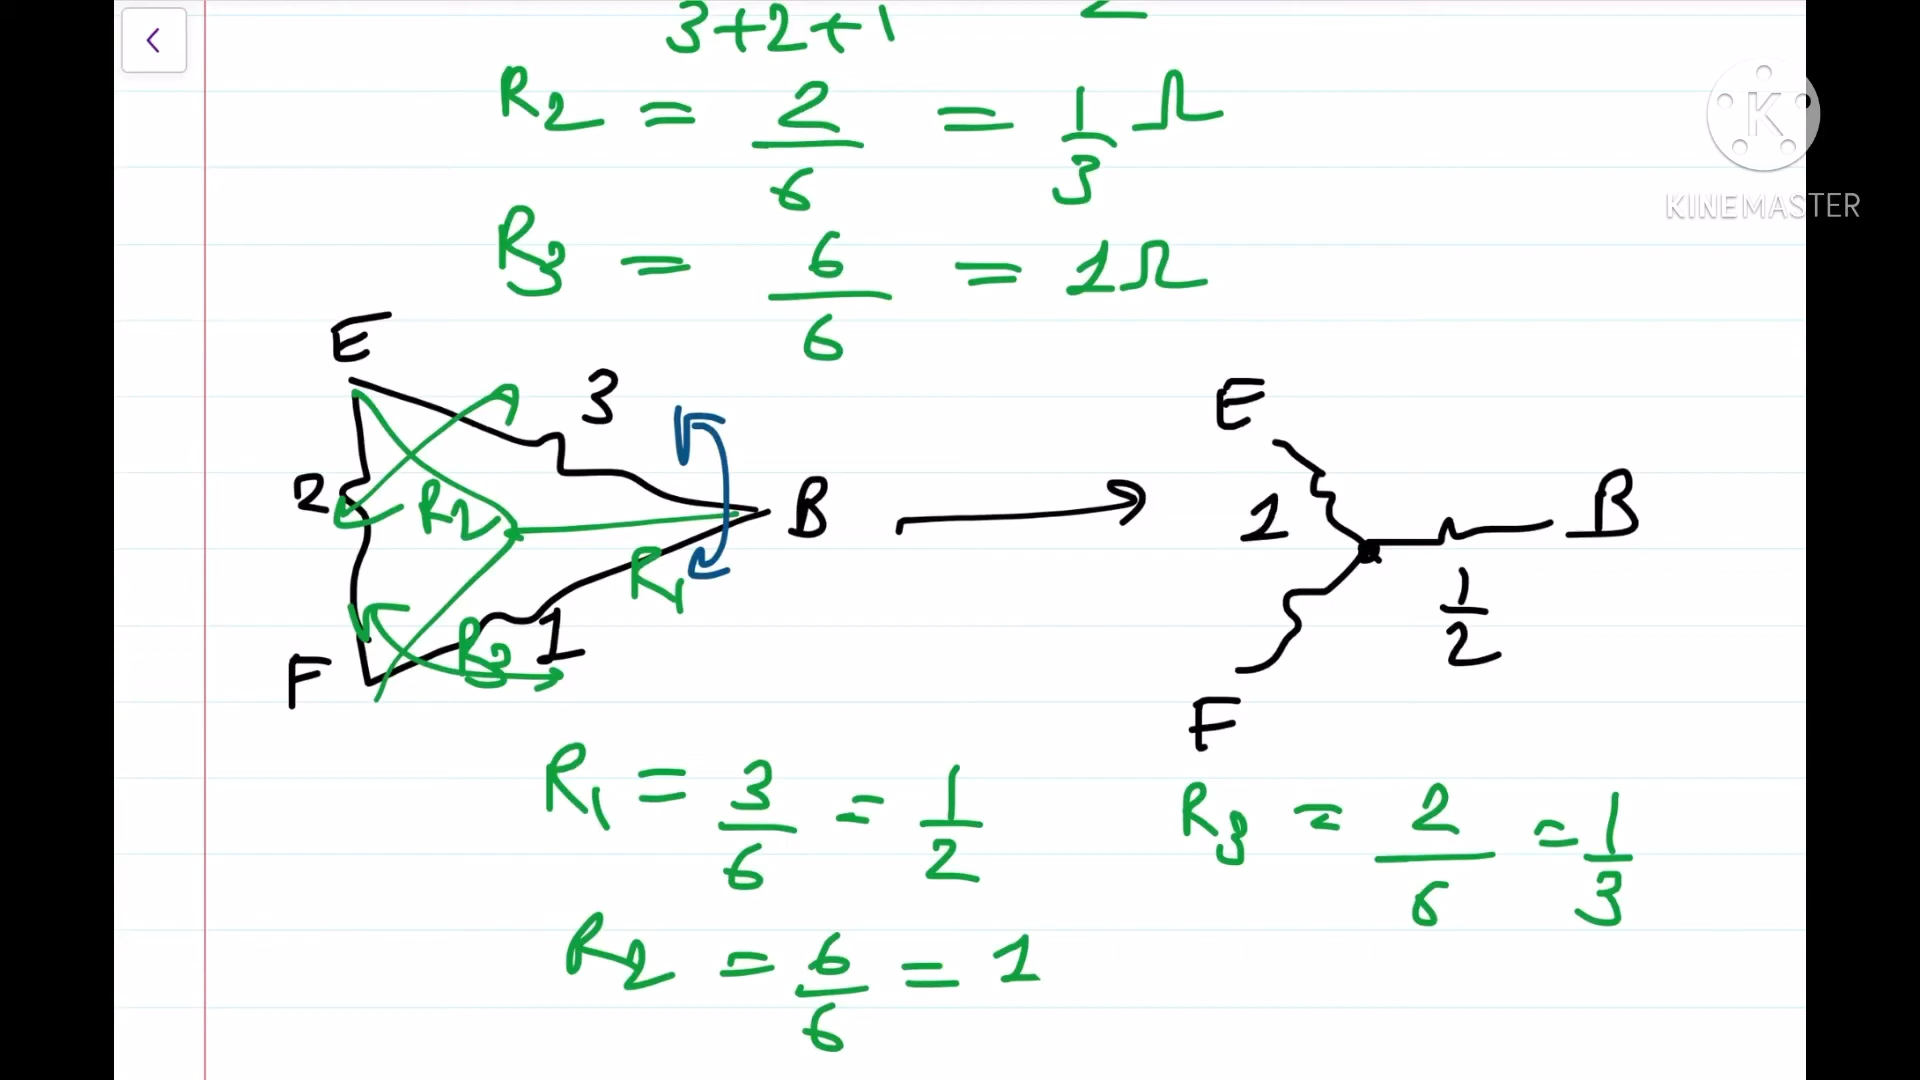 3+2+1
R2 = 2/6 = 1/3 Ω
R3 = 6/6 = 1Ω
K
KINEMASTER
E
3
2
R2
B
R1
R3
1
F
E
1
B
1/2
F
R1 = 3/6 = 1/2
R3 = 2/6 = 1/3
R2 = 6/6 = 1